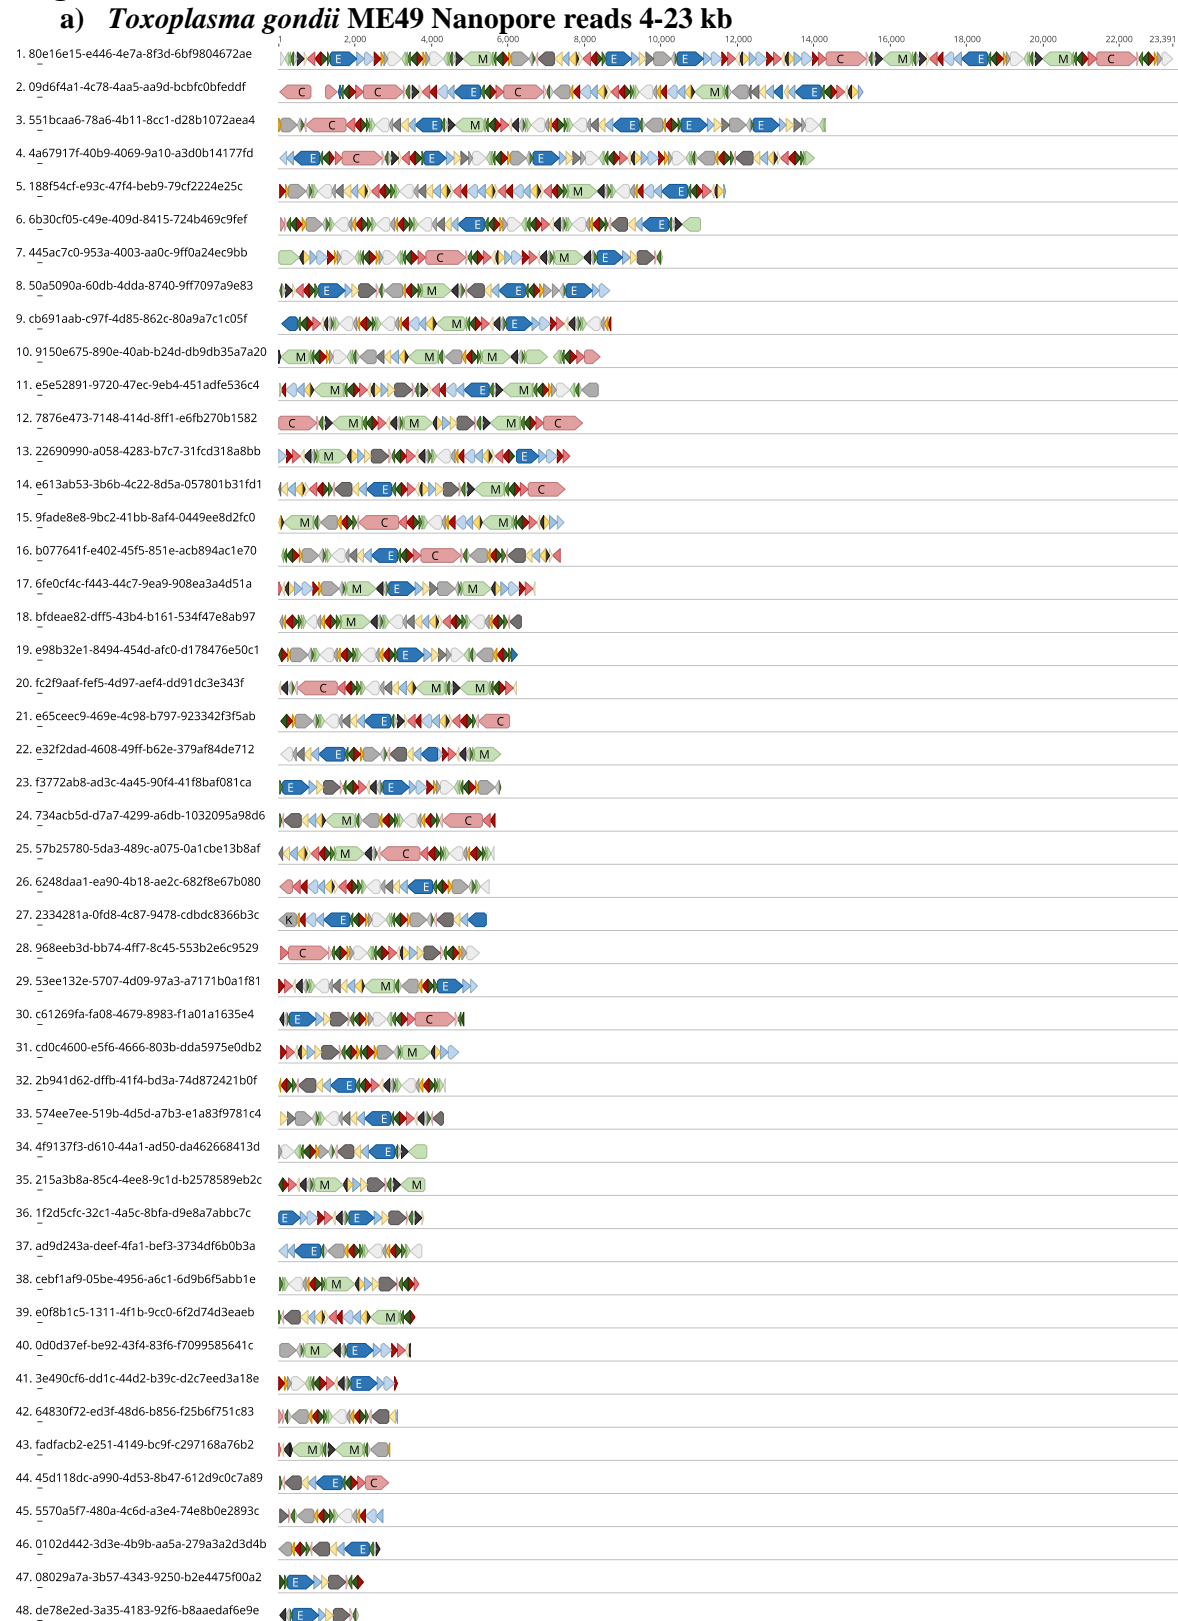 a) Toxoplasma gondii ME49 Nanopore reads 4-23 kb
1 2,000 4,000 6,000 8,000 10,000 12,000 14,000 16,000 18,000 20,000 22,000 23,391
1. 80e16e15-e446-4e7a-8f3d-6bf9804672ae E M E E C M E M C
2. 09d6f4a1-4c78-4aa5-aa9d-bcbfc0bfeddf C C E C M E
3. 551bcaa6-78a6-4b11-8cc1-d28b1072aea4 C E M E E E
4. 4a67917f-40b9-4069-9a10-a3d0b14177fd E C E E
5. 188f54cf-e93c-47f4-beb9-79cf2224e25c M E
6. 6b30cf05-c49e-409d-8415-724b469c9fef E E
7. 445ac7c0-953a-4003-aa0c-9ff0a24ec9bb C M E
8. 50a5090a-60db-4dda-8740-9ff7097a9e83 E M E E
9. cb691aab-c97f-4d85-862c-80a9a7c1c05f M E
10. 9150e675-890e-40ab-b24d-db9db35a7a20 M M M
11. e5e52891-9720-47ec-9eb4-451adfe536c4 M E M
12. 7876e473-7148-414d-8ff1-e6fb270b1582 C M M M C
13. 22690990-a058-4283-b7c7-31fcd318a8bb M E
14. e613ab53-3b6b-4c22-8d5a-057801b31fd1 E M C
15. 9fade8e8-9bc2-41bb-8af4-0449ee8d2fc0 M C M
16. b077641f-e402-45f5-851e-acb894ac1e70 E C
17. 6fe0cf4c-f443-44c7-9ea9-908ea3a4d51a M E M
18. bfdeae82-dff5-43b4-b161-534f47e8ab97 M
19. e98b32e1-8494-454d-afc0-d178476e50c1 E
20. fc2f9aaf-fef5-4d97-aef4-dd91dc3e343f C M M
21. e65ceec9-469e-4c98-b797-923342f3f5ab E C
22. e32f2dad-4608-49ff-b62e-379af84de712 E M
23. f3772ab8-ad3c-4a45-90f4-41f8baf081ca E E
24. 734acb5d-d7a7-4299-a6db-1032095a98d6 M C
25. 57b25780-5da3-489c-a075-0a1cbe13b8af M C
26. 6248daa1-ea90-4b18-ae2c-682f8e67b080 E
27. 2334281a-0fd8-4c87-9478-cdbdc8366b3c K E
28. 968eeb3d-bb74-4ff7-8c45-553b2e6c9529 C
29. 53ee132e-5707-4d09-97a3-a7171b0a1f81 M E
30. c61269fa-fa08-4679-8983-f1a01a1635e4 E C
31. cd0c4600-e5f6-4666-803b-dda5975e0db2 M
32. 2b941d62-dffb-41f4-bd3a-74d872421b0f E
33. 574ee7ee-519b-4d5d-a7b3-e1a83f9781c4 E
34. 4f9137f3-d610-44a1-ad50-da462668413d E
35. 215a3b8a-85c4-4ee8-9c1d-b2578589eb2c M M
36. 1f2d5cfc-32c1-4a5c-8bfa-d9e8a7abbc7c E E
37. ad9d243a-deef-4fa1-bef3-3734df6b0b3a E
38. cebf1af9-05be-4956-a6c1-6d9b6f5abb1e M
39. e0f8b1c5-1311-4f1b-9cc0-6f2d74d3eaeb M
40. 0d0d37ef-be92-43f4-83f6-f7099585641c M E
41. 3e490cf6-dd1c-44d2-b39c-d2c7eed3a18e E
42. 64830f72-ed3f-48d6-b856-f25b6f751c83
43. fadfacb2-e251-4149-bc9f-c297168a76b2 M M
44. 45d118dc-a990-4d53-8b47-612d9c0c7a89 E C
45. 5570a5f7-480a-4c6d-a3e4-74e8b0e2893c
46. 0102d442-3d3e-4b9b-aa5a-279a3a2d3d4b E
47. 08029a7a-3b57-4343-9250-b2e4475f00a2 E
48. de78e2ed-3a35-4183-92f6-b8aaedaf6e9e E